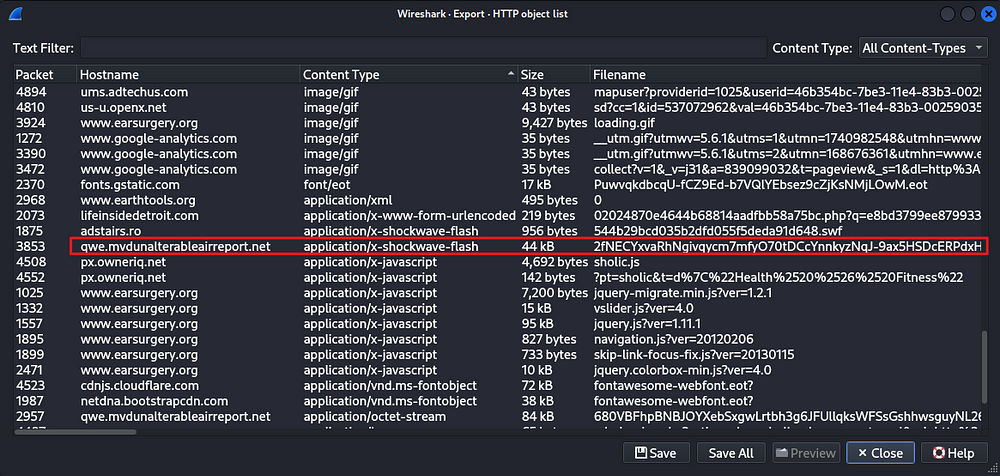 Wireshark · Export · HTTP object list
Text Filter: Content Type: All Content-Types
Packet Hostname Content Type Size Filename
4894 ums.adtechus.com image/gif 43 bytes mapuser?providerid=1025&userid=46b354bc-7be3-11e4-83b3-0025
4810 us-u.openx.net image/gif 43 bytes sd?cc=1&id=537072962&val=46b354bc-7be3-11e4-83b3-00259035
3924 www.earsurgery.org image/gif 9,427 bytes loading.gif
1272 www.google-analytics.com image/gif 35 bytes __utm.gif?utmwv=5.6.1&utms=1&utmn=1740982548&utmhn=www
3390 www.google-analytics.com image/gif 35 bytes __utm.gif?utmwv=5.6.1&utms=2&utmn=168676361&utmhn=www.e
3472 www.google-analytics.com image/gif 35 bytes collect?v=1&_v=j31&a=839099032&t=pageview&_s=1&dl=http%3A
2370 fonts.gstatic.com font/eot 17 kB PuwvqkdbcqU-fCZ9Ed-b7VQlYEbsez9cZjKsNMjLOwM.eot
2968 www.earthtools.org application/xml 495 bytes 0
2073 lifeinsidedetroit.com application/x-www-form-urlencoded 219 bytes 02024870e4644b68814aadfbb58a75bc.php?q=e8bd3799ee879933
1875 adstairs.ro application/x-shockwave-flash 956 bytes 544b29bcd035b2dfd055f5deda91d648.swf
3853 qwe.mvdunalterableairreport.net application/x-shockwave-flash 44 kB 2fNECYxvaRhNgivqycm7mfyO70tDCcYnnkyzNqJ-9ax5HSDcERPdxH
4508 px.owneriq.net application/x-javascript 4,692 bytes sholic.js
4552 px.owneriq.net application/x-javascript 142 bytes ?pt=sholic&t=d%7C%22Health%2520%2526%2520Fitness%22
1025 www.earsurgery.org application/x-javascript 7,200 bytes jquery-migrate.min.js?ver=1.2.1
1332 www.earsurgery.org application/x-javascript 15 kB vslider.js?ver=4.0
1557 www.earsurgery.org application/x-javascript 95 kB jquery.js?ver=1.11.1
1895 www.earsurgery.org application/x-javascript 827 bytes navigation.js?ver=20120206
1899 www.earsurgery.org application/x-javascript 733 bytes skip-link-focus-fix.js?ver=20130115
2471 www.earsurgery.org application/x-javascript 10 kB jquery.colorbox-min.js?ver=4.0
4523 cdnjs.cloudflare.com application/vnd.ms-fontobject 72 kB fontawesome-webfont.eot?
1987 netdna.bootstrapcdn.com application/vnd.ms-fontobject 38 kB fontawesome-webfont.eot?
2957 qwe.mvdunalterableairreport.net application/octet-stream 84 kB 680VBFhpBNBJOYXebSxgwLrtbh3g6JFUllqksWFSsGshhwsguyNL26
Save Save All Preview Close Help